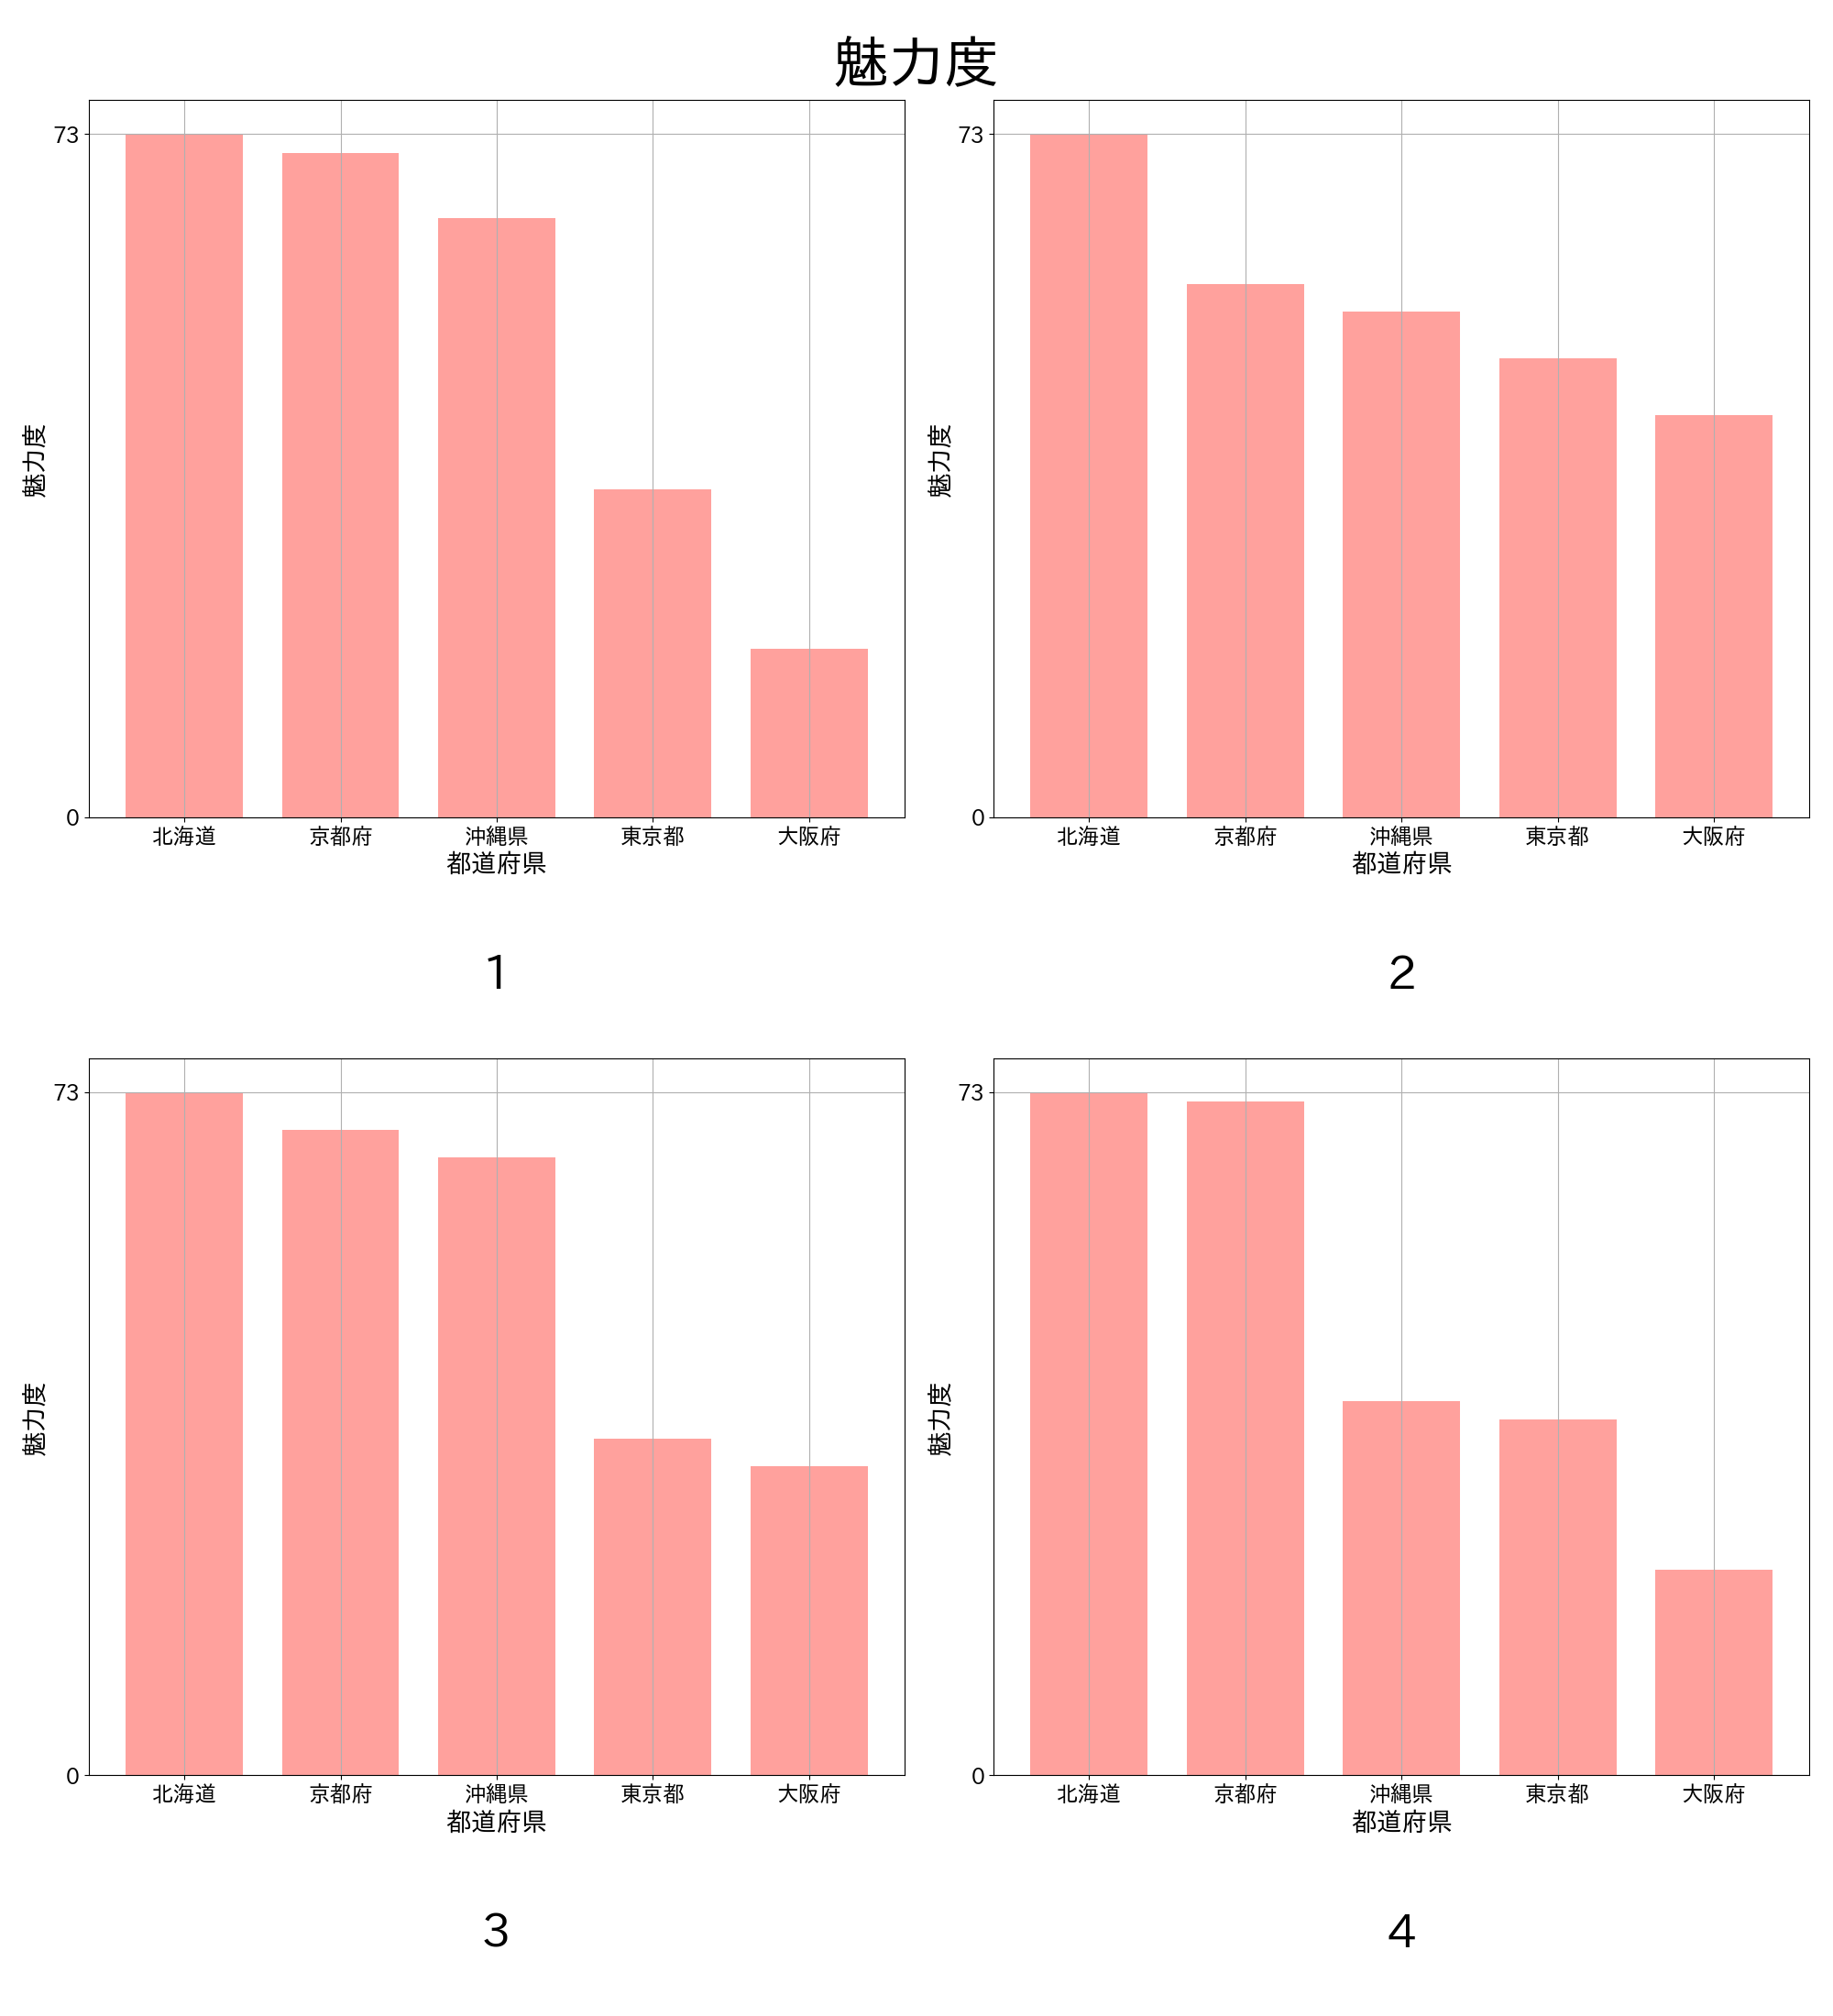 魅力度
73
0
魅力度
北海道 京都府 沖縄県 東京都 大阪府
都道府県
1
73
0
魅力度
北海道 京都府 沖縄県 東京都 大阪府
都道府県
2
73
0
魅力度
北海道 京都府 沖縄県 東京都 大阪府
都道府県
3
73
0
魅力度
北海道 京都府 沖縄県 東京都 大阪府
都道府県
4